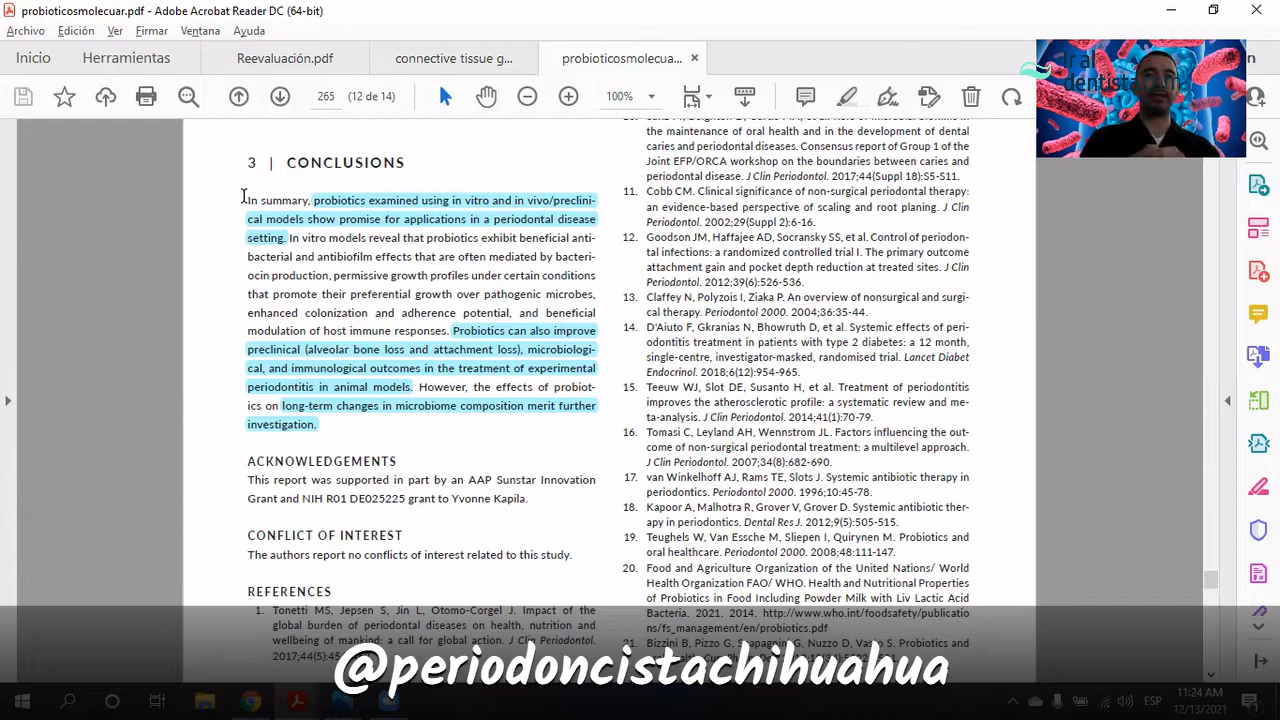 probioticosmolecuar.pdf - Adobe Acrobat Reader DC (64-bit)
Archivo Edición Ver Firmar Ventana Ayuda
Inicio Herramientas Reevaluación.pdf connective tissue g... probioticosmolecua... ×
265 (12 de 14) 100%
Ir al
dentista
3 | CONCLUSIONS
In summary, probiotics examined using in vitro and in vivo/preclini-
cal models show promise for applications in a periodontal disease
setting. In vitro models reveal that probiotics exhibit beneficial anti-
bacterial and antibiofilm effects that are often mediated by bacteri-
ocin production, permissive growth profiles under certain conditions
that promote their preferential growth over pathogenic microbes,
enhanced colonization and adherence potential, and beneficial
modulation of host immune responses. Probiotics can also improve
preclinical (alveolar bone loss and attachment loss), microbiologi-
cal, and immunological outcomes in the treatment of experimental
periodontitis in animal models. However, the effects of probiot-
ics on long-term changes in microbiome composition merit further
investigation.
ACKNOWLEDGEMENTS
This report was supported in part by an AAP Sunstar Innovation
Grant and NIH R01 DE025225 grant to Yvonne Kapila.
CONFLICT OF INTEREST
The authors report no conflicts of interest related to this study.
REFERENCES
1. Tonetti MS, Jepsen S, Jin L, Otomo-Corgel J. Impact of the
global burden of periodontal diseases on health, nutrition and
wellbeing of mankind: a call for global action. J Clin Periodontol.
the maintenance of oral health and in the development of dental
caries and periodontal diseases. Consensus report of Group 1 of the
Joint EFP/ORCA workshop on the boundaries between caries and
periodontal disease. J Clin Periodontol. 2017;44(Suppl 18):S5-S11.
11. Cobb CM. Clinical significance of non-surgical periodontal therapy:
an evidence-based perspective of scaling and root planing. J Clin
Periodontol. 2002;29(Suppl 2):6-16.
12. Goodson JM, Haffajee AD, Socransky SS, et al. Control of periodon-
tal infections: a randomized controlled trial I. The primary outcome
attachment gain and pocket depth reduction at treated sites. J Clin
Periodontol. 2012;39(6):526-536.
13. Claffey N, Polyzois I, Ziaka P. An overview of nonsurgical and surgi-
cal therapy. Periodontol 2000. 2004;36:35-44.
14. D'Aiuto F, Gkranias N, Bhowruth D, et al. Systemic effects of peri-
odontitis treatment in patients with type 2 diabetes: a 12 month,
single-centre, investigator-masked, randomised trial. Lancet Diabet
Endocrinol. 2018;6(12):954-965.
15. Teeuw WJ, Slot DE, Susanto H, et al. Treatment of periodontitis
improves the atherosclerotic profile: a systematic review and me-
ta-analysis. J Clin Periodontol. 2014;41(1):70-79.
16. Tomasi C, Leyland AH, Wennstrom JL. Factors influencing the out-
come of non-surgical periodontal treatment: a multilevel approach.
J Clin Periodontol. 2007;34(8):682-690.
17. van Winkelhoff AJ, Rams TE, Slots J. Systemic antibiotic therapy in
periodontics. Periodontol 2000. 1996;10:45-78.
18. Kapoor A, Malhotra R, Grover V, Grover D. Systemic antibiotic ther-
apy in periodontics. Dental Res J. 2012;9(5):505-515.
19. Teughels W, Van Essche M, Sliepen I, Quirynen M. Probiotics and
oral healthcare. Periodontol 2000. 2008;48:111-147.
20. Food and Agriculture Organization of the United Nations/ World
Health Organization FAO/ WHO. Health and Nutritional Properties
of Probiotics in Food Including Powder Milk with Liv Lactic Acid
Bacteria. 2021. 2014. http://www.who.int/foodsafety/publicatio
ns/fs_management/en/probiotics.pdf
21. Bizzini B, Pizzo G, Scapagnini G, Nuzzo D, Vasto S. Probiotics and
@periodoncistachihuahua
ESP 11:24 AM
12/13/2021